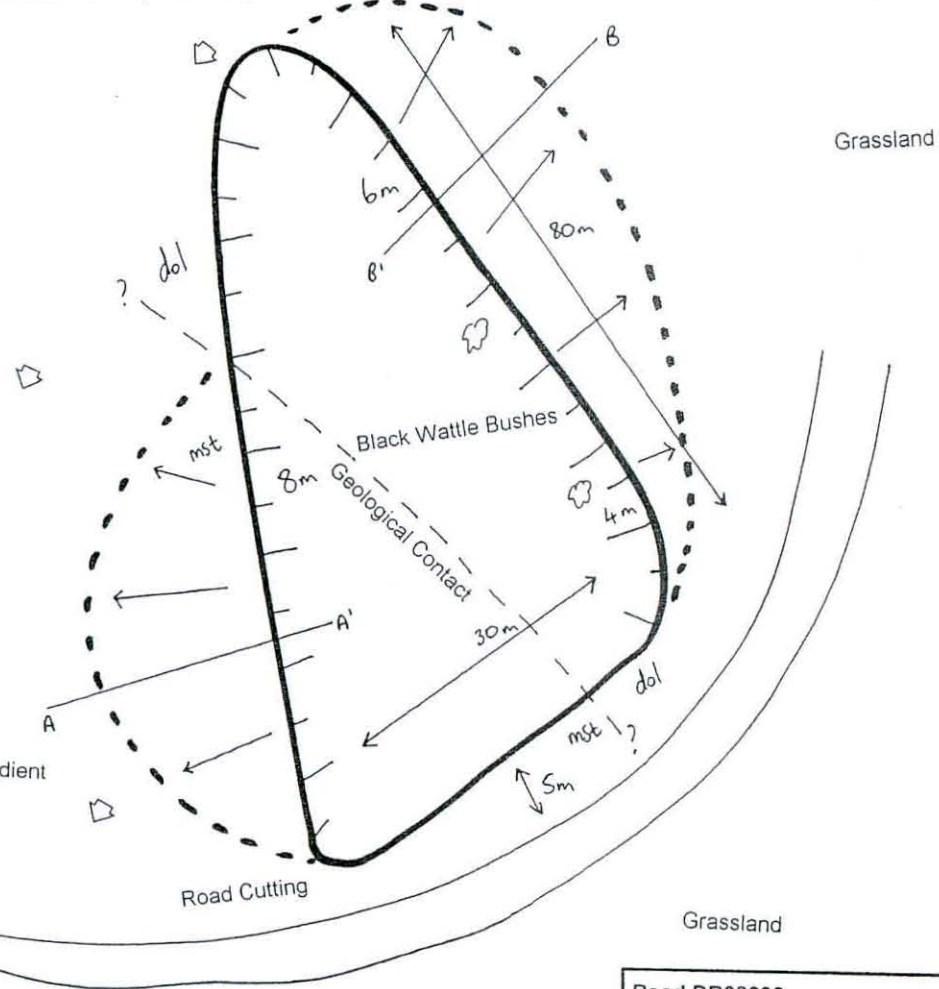 B
Grassland
6m
80m
B'
dol
?
Black Wattle Bushes
mst
8m
Geological Contact
4m
A'
30m
A
dol
mst
?
dient
5m
Road Cutting
Grassland